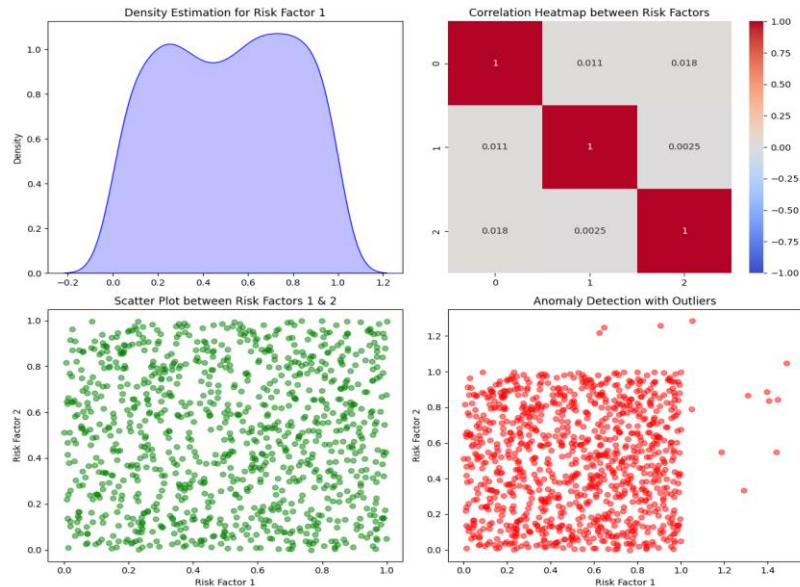 Density Estimation for Risk Factor 1
1.0
0.8
0.6
0.4
0.2
0.0
Density
−0.2 0.0 0.2 0.4 0.6 0.8 1.0 1.2
Correlation Heatmap between Risk Factors
0
1
2
1 0.011 0.018
0.011 1 0.0025
0.018 0.0025 1
0 1 2
1.00
0.75
0.50
0.25
0.00
−0.25
−0.50
−0.75
−1.00
Scatter Plot between Risk Factors 1 & 2
1.0
0.8
0.6
0.4
0.2
0.0
Risk Factor 2
0.0 0.2 0.4 0.6 0.8 1.0
Risk Factor 1
Anomaly Detection with Outliers
1.2
1.0
0.8
0.6
0.4
0.2
0.0
Risk Factor 2
0.0 0.2 0.4 0.6 0.8 1.0 1.2 1.4
Risk Factor 1